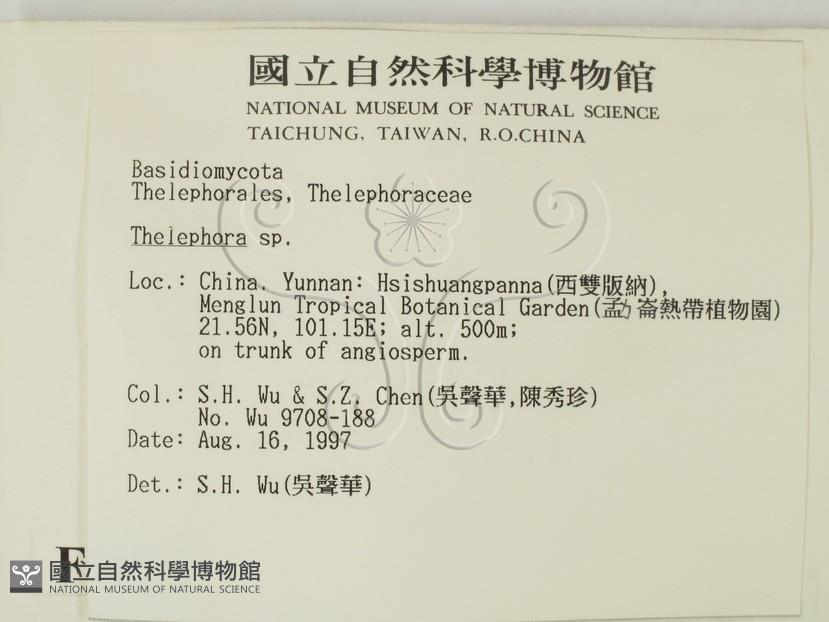 國立自然科學博物館
NATIONAL MUSEUM OF NATURAL SCIENCE
TAICHUNG, TAIWAN, R.O.CHINA
Basidiomycota
Thelephorales, Thelephoraceae
Thelephora sp.
Loc.: China. Yunnan: Hsishuangpanna(西雙版納),
Menglun Tropical Botanical Garden(勐崙熱帶植物園)
21.56N, 101.15E; alt. 500m;
on trunk of angiosperm.
Col.: S.H. Wu & S.Z. Chen(吳聲華,陳秀珍)
No. Wu 9708-188
Date: Aug. 16, 1997
Det.: S.H. Wu(吳聲華)
F
國立自然科學博物館
NATIONAL MUSEUM OF NATURAL SCIENCE